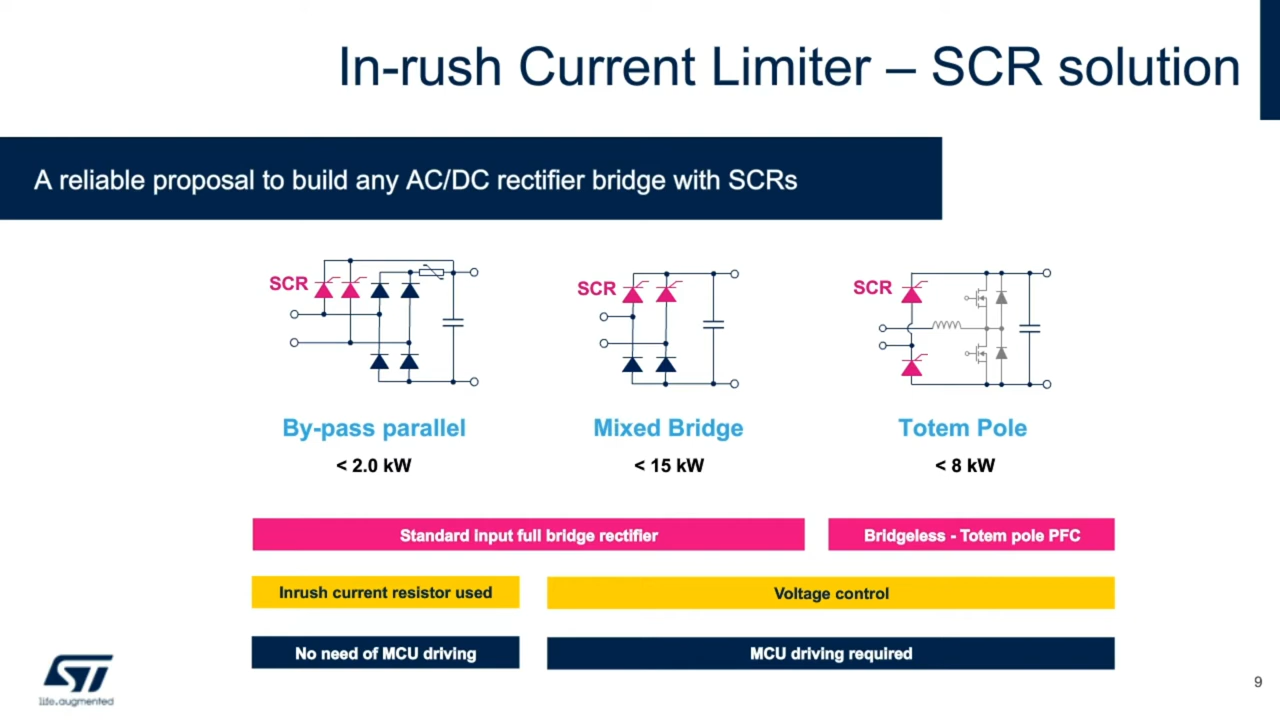 In-rush Current Limiter – SCR solution
A reliable proposal to build any AC/DC rectifier bridge with SCRs
SCR
SCR
SCR
By-pass parallel
Mixed Bridge
Totem Pole
< 2.0 kW
< 15 kW
< 8 kW
Standard input full bridge rectifier
Bridgeless - Totem pole PFC
Inrush current resistor used
Voltage control
No need of MCU driving
MCU driving required
ST
life.augmented
9